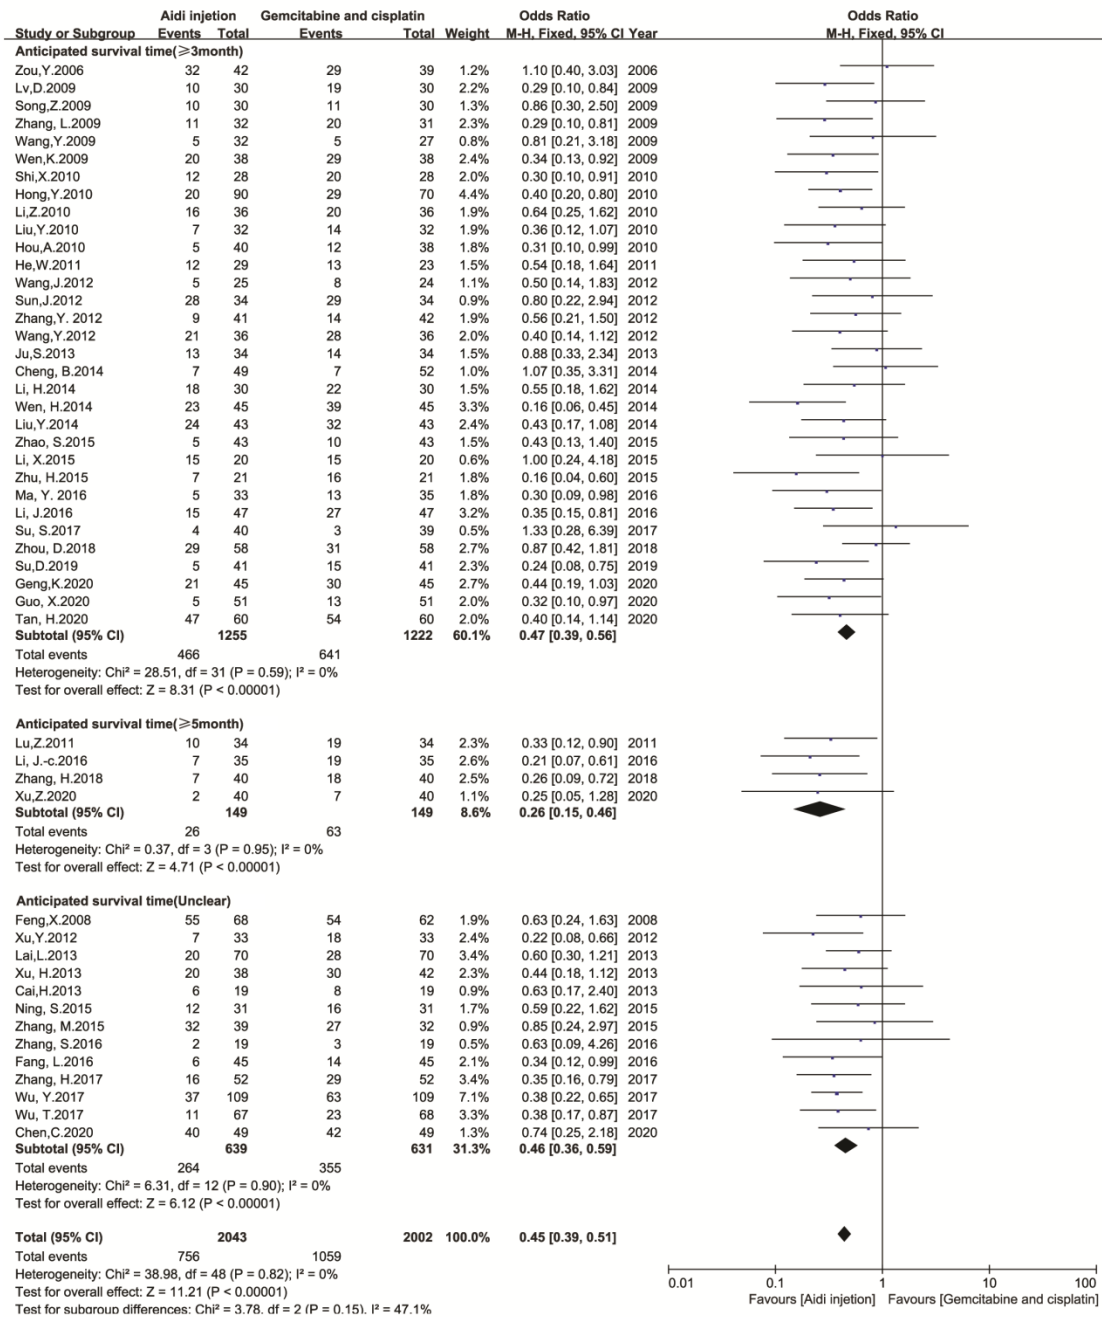 Aidi injetion Gemcitabine and cisplatin Odds Ratio Odds Ratio
Study or Subgroup Events Total Events Total Weight M-H, Fixed, 95% CI Year M-H, Fixed, 95% CI
Anticipated survival time(≥3month)
Zou,Y.2006 32 42 29 39 1.2% 1.10 [0.40, 3.03] 2006
Lv,D.2009 10 30 19 30 2.2% 0.29 [0.10, 0.84] 2009
Song,Z.2009 10 30 11 30 1.3% 0.86 [0.30, 2.50] 2009
Zhang, L.2009 11 32 20 31 2.3% 0.29 [0.10, 0.81] 2009
Wang,Y.2009 5 32 5 27 0.8% 0.81 [0.21, 3.18] 2009
Wen,K.2009 20 38 29 38 2.4% 0.34 [0.13, 0.92] 2009
Shi,X.2010 12 28 20 28 2.0% 0.30 [0.10, 0.91] 2010
Hong,Y.2010 20 90 29 70 4.4% 0.40 [0.20, 0.80] 2010
Li,Z.2010 16 36 20 36 1.9% 0.64 [0.25, 1.62] 2010
Liu,Y.2010 7 32 14 32 1.9% 0.36 [0.12, 1.07] 2010
Hou,A.2010 5 40 12 38 1.9% 0.31 [0.10, 0.99] 2010
He,W.2011 12 29 13 23 1.5% 0.54 [0.18, 1.64] 2011
Wang,J.2012 5 25 8 24 1.1% 0.50 [0.14, 1.83] 2012
Sun,J.2012 28 34 29 34 0.9% 0.80 [0.22, 2.94] 2012
Zhang,Y. 2012 9 41 14 42 1.9% 0.56 [0.21, 1.50] 2012
Wang,Y.2012 21 36 28 36 2.0% 0.40 [0.14, 1.12] 2012
Ju,S.2013 13 34 14 34 1.5% 0.88 [0.33, 2.34] 2013
Cheng, B.2014 7 49 7 52 1.0% 1.07 [0.35, 3.31] 2014
Li, H.2014 18 30 22 30 1.5% 0.55 [0.18, 1.62] 2014
Wen, H.2014 23 45 39 45 3.3% 0.16 [0.06, 0.45] 2014
Liu,Y.2014 24 43 32 43 2.4% 0.43 [0.17, 1.08] 2014
Zhao, S.2015 5 43 10 43 1.5% 0.43 [0.13, 1.40] 2015
Li, X.2015 15 20 15 20 0.6% 1.00 [0.24, 4.18] 2015
Zhu, H.2015 7 21 16 21 1.8% 0.16 [0.04, 0.60] 2015
Ma, Y. 2016 5 33 13 35 1.8% 0.30 [0.09, 0.98] 2016
Li, J.2016 15 47 27 47 3.2% 0.35 [0.15, 0.81] 2016
Su, S.2017 4 40 3 39 0.5% 1.33 [0.28, 6.39] 2017
Zhou, D.2018 29 58 31 58 2.7% 0.87 [0.42, 1.81] 2018
Su,D.2019 5 41 15 41 2.3% 0.24 [0.08, 0.75] 2019
Geng,K.2020 21 45 30 45 2.7% 0.44 [0.19, 1.03] 2020
Guo, X.2020 5 51 13 51 2.0% 0.32 [0.10, 0.97] 2020
Tan, H.2020 47 60 54 60 2.0% 0.40 [0.14, 1.14] 2020
Subtotal (95% CI) 1255 1222 60.1% 0.47 [0.39, 0.56]
Total events 466 641
Heterogeneity: Chi² = 28.51, df = 31 (P = 0.59); I² = 0%
Test for overall effect: Z = 8.31 (P < 0.00001)
Anticipated survival time(≥5month)
Lu,Z.2011 10 34 19 34 2.3% 0.33 [0.12, 0.90] 2011
Li, J.-c.2016 7 35 19 35 2.6% 0.21 [0.07, 0.61] 2016
Zhang, H.2018 7 40 18 40 2.5% 0.26 [0.09, 0.72] 2018
Xu,Z.2020 2 40 7 40 1.1% 0.25 [0.05, 1.28] 2020
Subtotal (95% CI) 149 149 8.6% 0.26 [0.15, 0.46]
Total events 26 63
Heterogeneity: Chi² = 0.37, df = 3 (P = 0.95); I² = 0%
Test for overall effect: Z = 4.71 (P < 0.00001)
Anticipated survival time(Unclear)
Feng,X.2008 55 68 54 62 1.9% 0.63 [0.24, 1.63] 2008
Xu,Y.2012 7 33 18 33 2.4% 0.22 [0.08, 0.66] 2012
Lai,L.2013 20 70 28 70 3.4% 0.60 [0.30, 1.21] 2013
Xu, H.2013 20 38 30 42 2.3% 0.44 [0.18, 1.12] 2013
Cai,H.2013 6 19 8 19 0.9% 0.63 [0.17, 2.40] 2013
Ning, S.2015 12 31 16 31 1.7% 0.59 [0.22, 1.62] 2015
Zhang, M.2015 32 39 27 32 0.9% 0.85 [0.24, 2.97] 2015
Zhang, S.2016 2 19 3 19 0.5% 0.63 [0.09, 4.26] 2016
Fang, L.2016 6 45 14 45 2.1% 0.34 [0.12, 0.99] 2016
Zhang, H.2017 16 52 29 52 3.4% 0.35 [0.16, 0.79] 2017
Wu, Y.2017 37 109 63 109 7.1% 0.38 [0.22, 0.65] 2017
Wu, T.2017 11 67 23 68 3.3% 0.38 [0.17, 0.87] 2017
Chen,C.2020 40 49 42 49 1.3% 0.74 [0.25, 2.18] 2020
Subtotal (95% CI) 639 631 31.3% 0.46 [0.36, 0.59]
Total events 264 355
Heterogeneity: Chi² = 6.31, df = 12 (P = 0.90); I² = 0%
Test for overall effect: Z = 6.12 (P < 0.00001)
Total (95% CI) 2043 2002 100.0% 0.45 [0.39, 0.51]
Total events 756 1059
Heterogeneity: Chi² = 38.98, df = 48 (P = 0.82); I² = 0%
Test for overall effect: Z = 11.21 (P < 0.00001)
Test for subgroup differences: Chi² = 3.78, df = 2 (P = 0.15), I² = 47.1%
0.01 0.1 1 10 100
Favours [Aidi injetion] Favours [Gemcitabine and cisplatin]